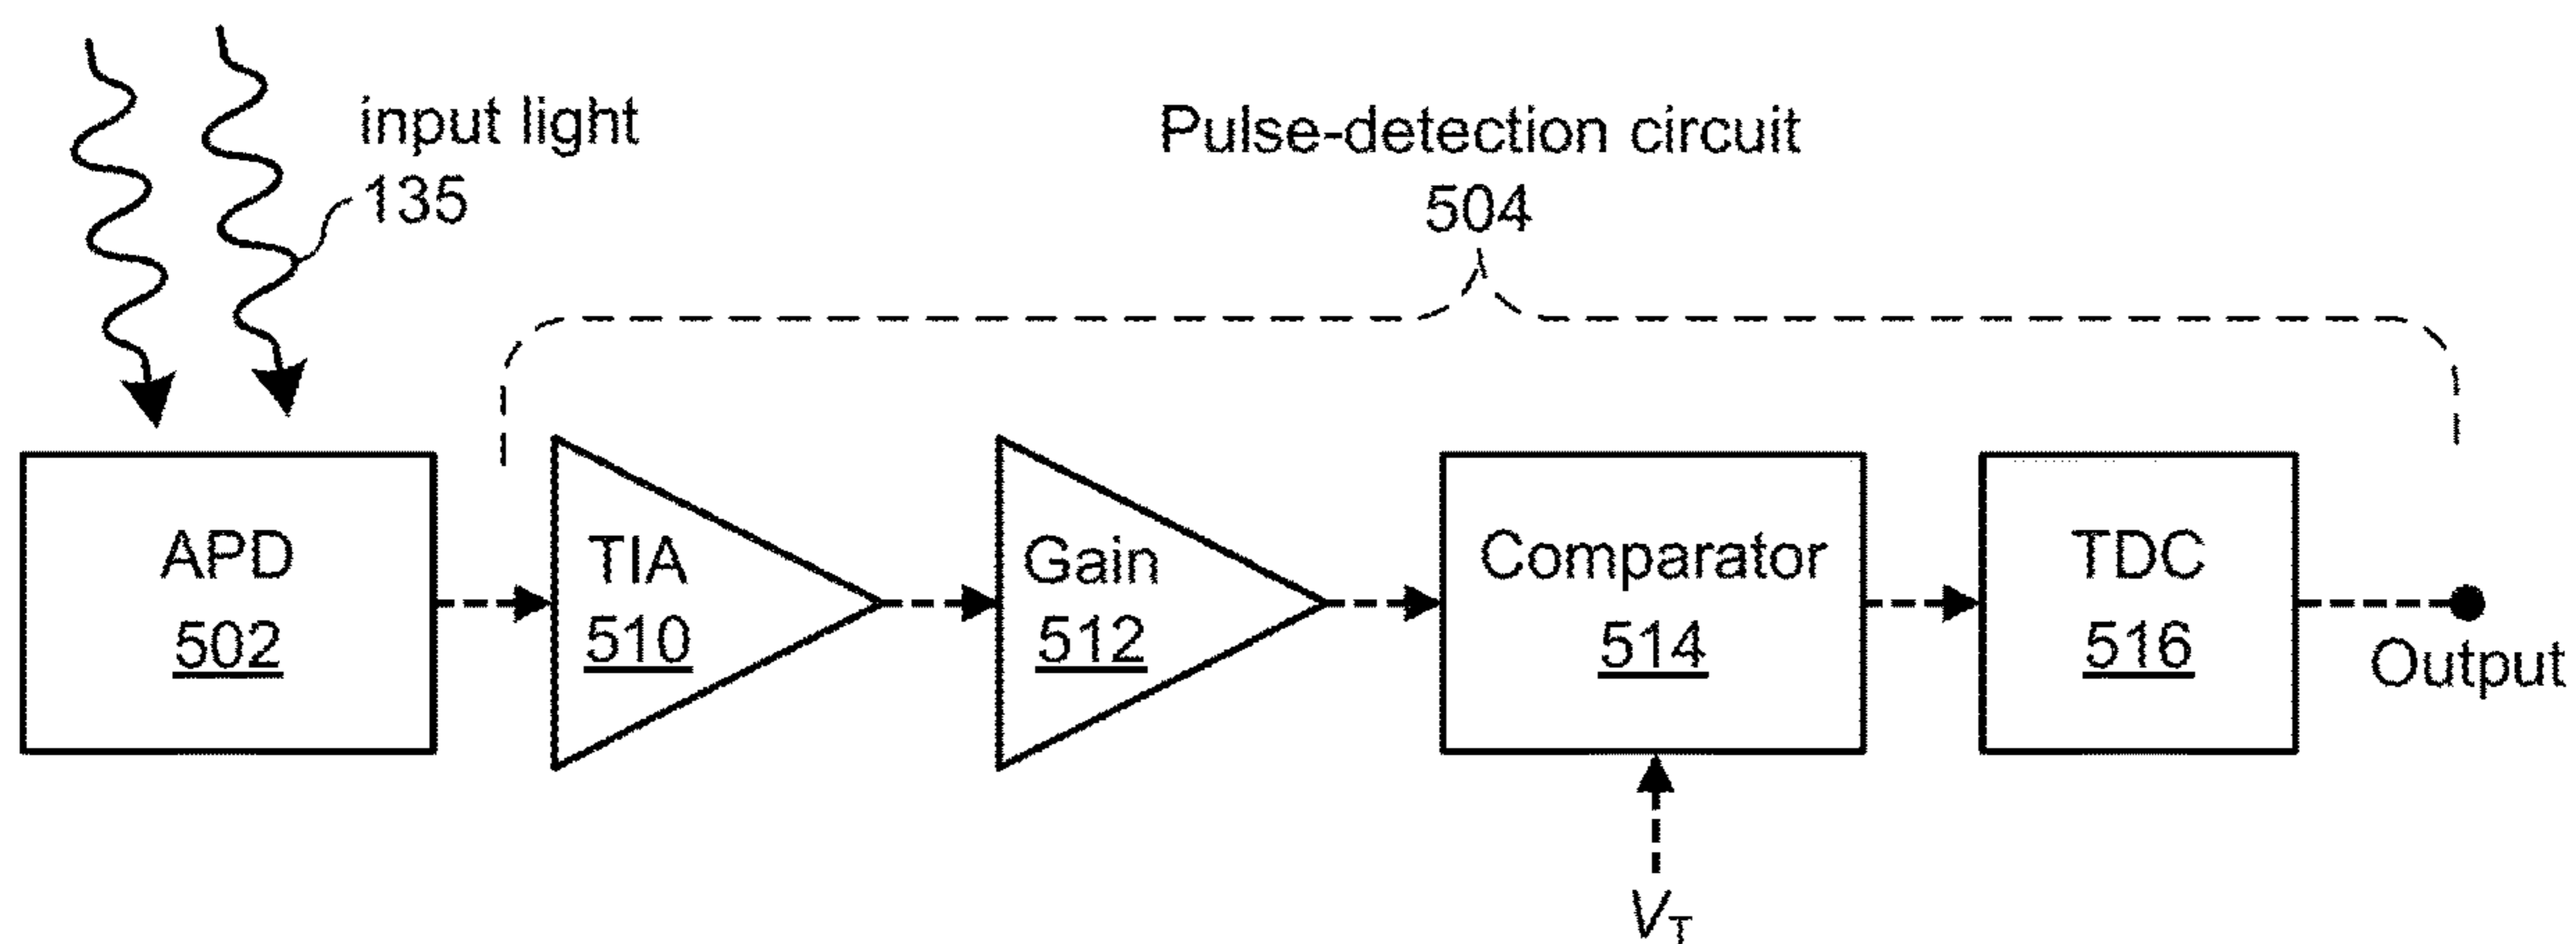 input light
135
Pulse-detection circuit
504
APD
502
TIA
510
Gain
512
Comparator
514
TDC
516
Output
V_T